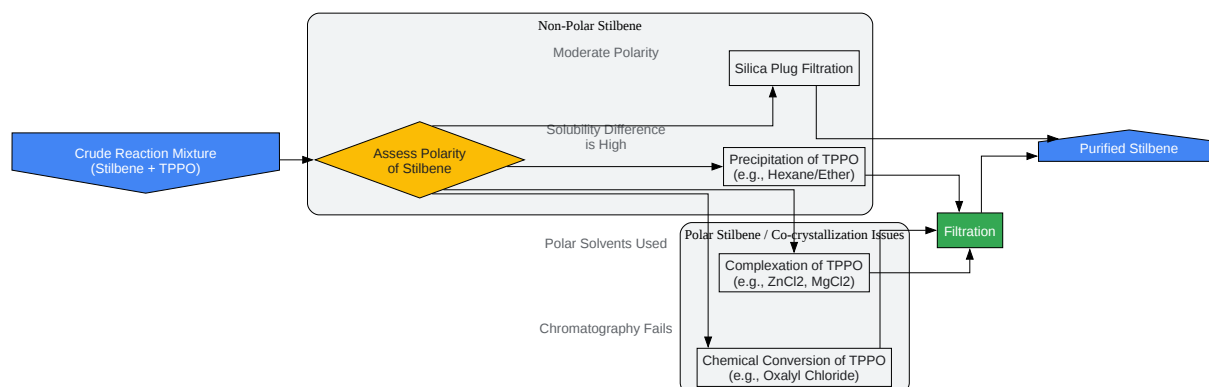 Non-Polar Stilbene
Moderate Polarity
Silica Plug Filtration
Solubility Difference
is High
Crude Reaction Mixture
(Stilbene + TPPO)
Assess Polarity
of Stilbene
Precipitation of TPPO
(e.g., Hexane/Ether)
Purified Stilbene
Filtration
Polar Stilbene / Co-crystallization Issues
Polar Solvents Used
Complexation of TPPO
(e.g., ZnCl2, MgCl2)
Chromatography Fails
Chemical Conversion of TPPO
(e.g., Oxalyl Chloride)